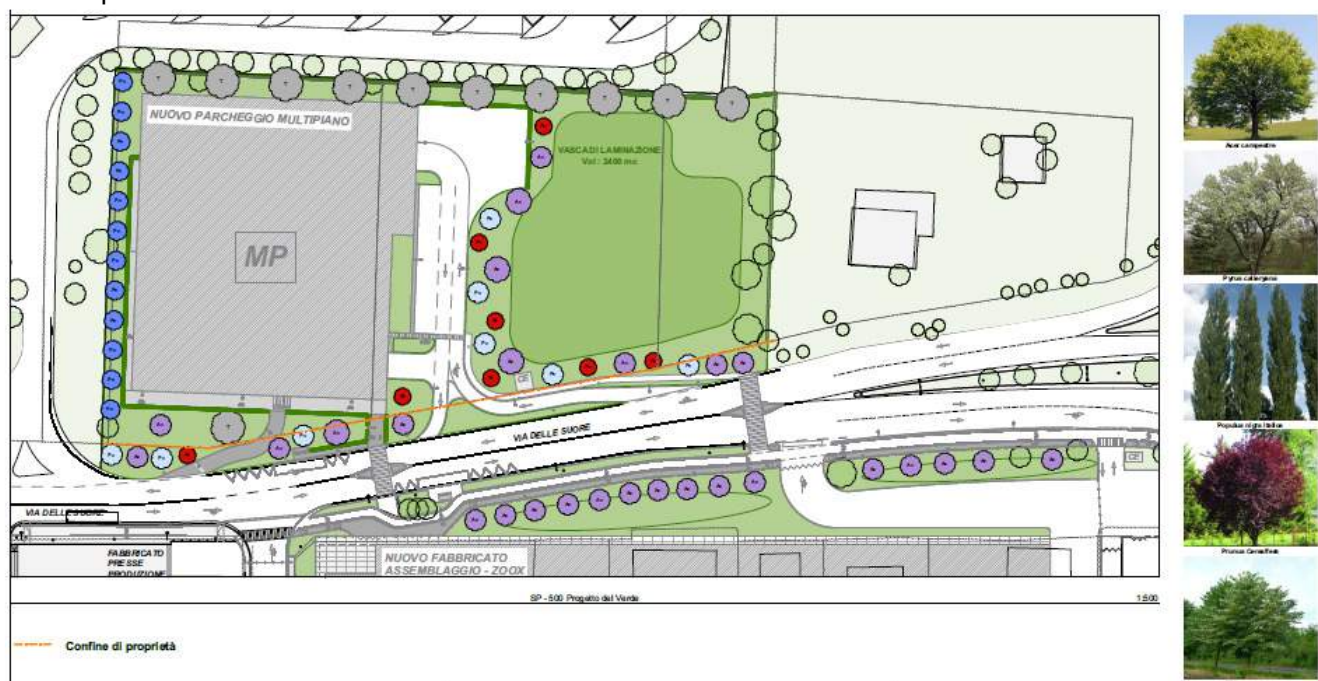 NUOVO PARCHEGGIO MULTIPIANO
VASCA DI LAMINAZIONE
Vol : 2400 mc
MP
CE
VIA DELLE SUORE
CE
VIA DELLE SUORE
FABBRICATO
PRESSE
PRODUZIONE
NUOVO FABBRICATO
ASSEMBLAGGIO - ZOOX
SP - 500 Progetto del Verde
1:500
Confine di proprietà
Acer campestre
Pyrus calleryana
Populus nigra italica
Prunus Cerasifera